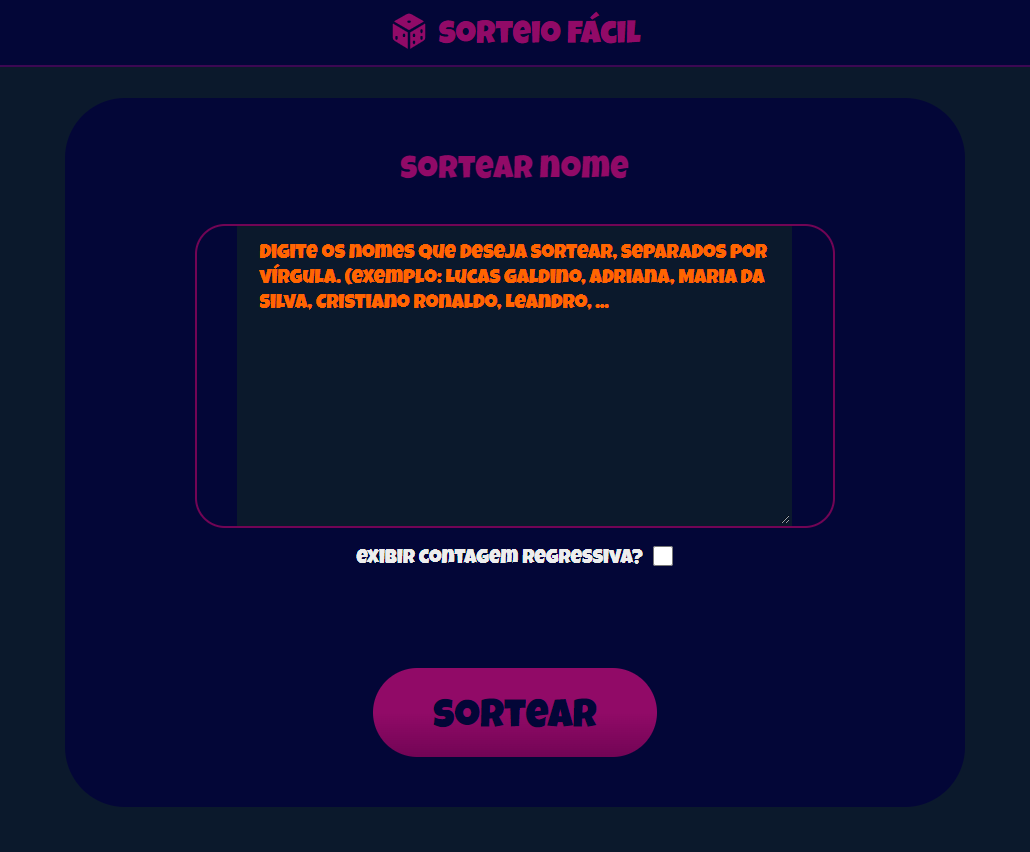 SORTEIO FÁCIL
SORTEAR NOME
DIGITE OS NOMES QUE DESEJA SORTEAR, SEPARADOS POR
VÍRGULA. (EXEMPLO: LUCAS GALDINO, ADRIANA, MARIA DA
SILVA, CRISTIANO RONALDO, LEANDRO, ...
EXIBIR CONTAGEM REGRESSIVA?
SORTEAR